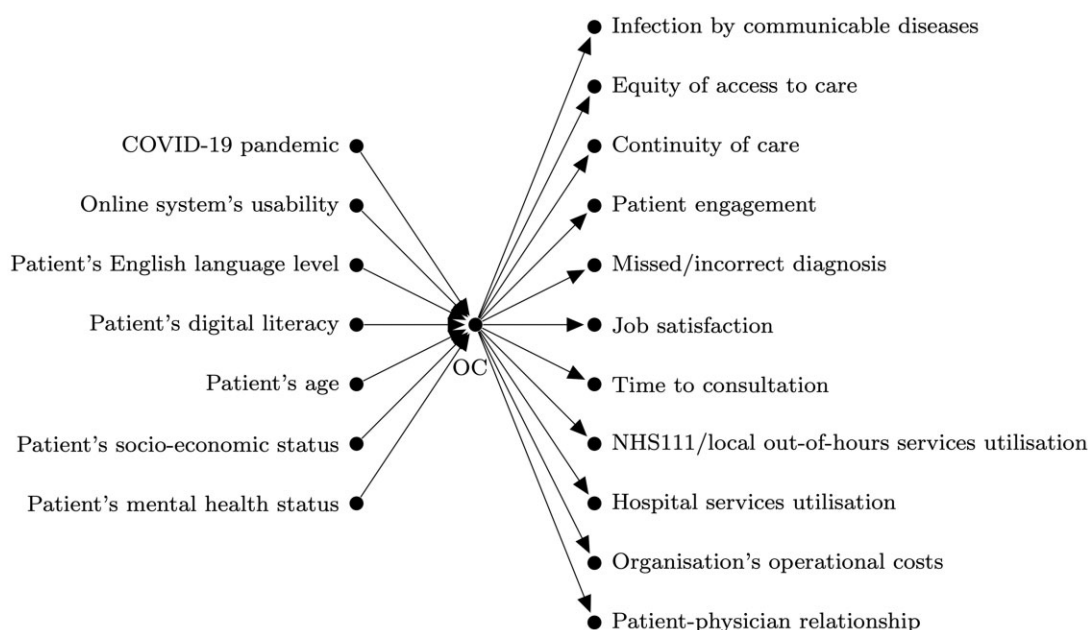 COVID-19 pandemic
Online system's usability
Patient's English language level
Patient's digital literacy
Patient's age
Patient's socio-economic status
Patient's mental health status
OC
Infection by communicable diseases
Equity of access to care
Continuity of care
Patient engagement
Missed/incorrect diagnosis
Job satisfaction
Time to consultation
NHS111/local out-of-hours services utilisation
Hospital services utilisation
Organisation's operational costs
Patient-physician relationship